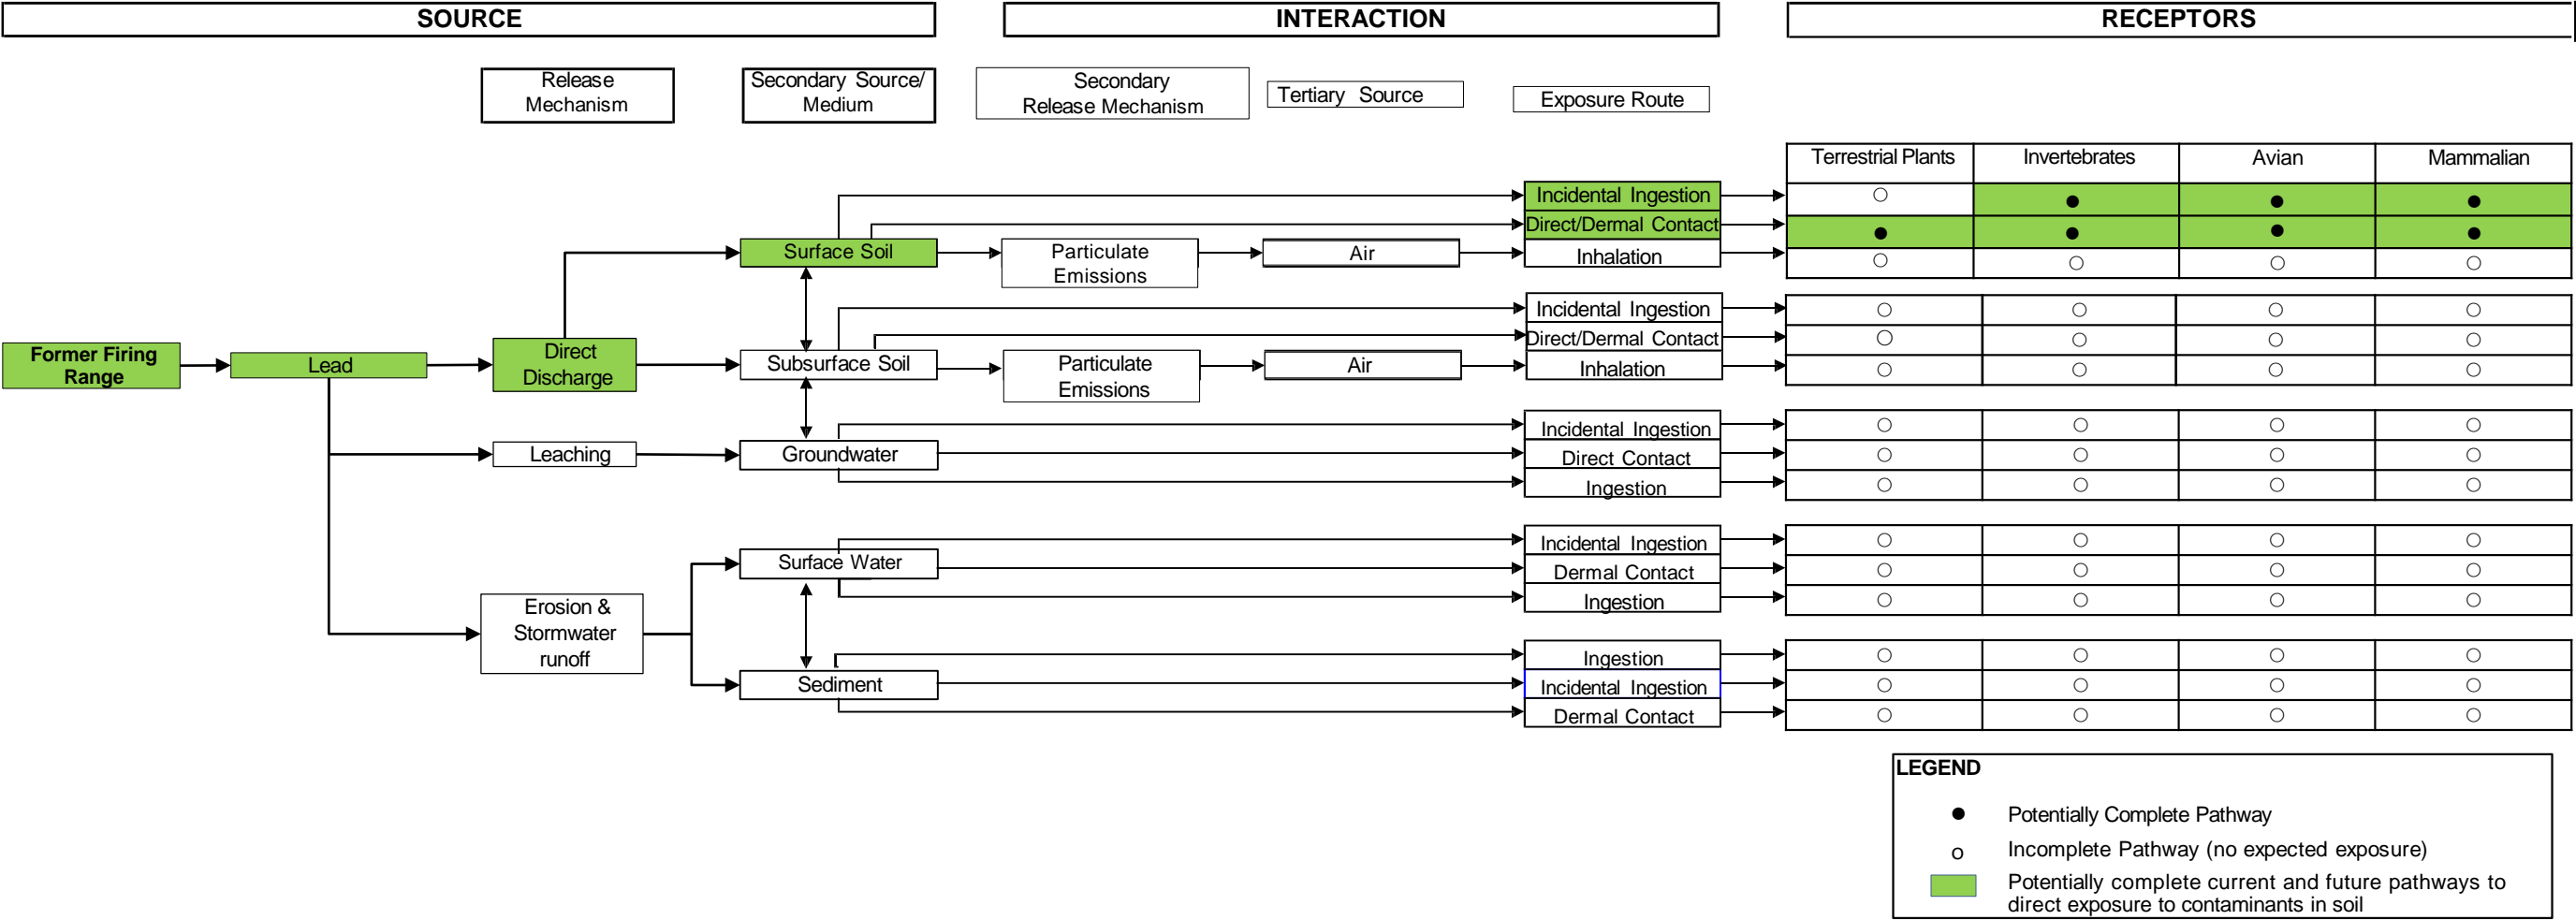 SOURCE
INTERACTION
RECEPTORS
Release
Mechanism
Secondary Source/
Medium
Secondary
Release Mechanism
Tertiary Source
Exposure Route
Terrestrial Plants
Invertebrates
Avian
Mammalian
Incidental Ingestion
Direct/Dermal Contact
Surface Soil
Particulate
Emissions
Air
Inhalation
Incidental Ingestion
Direct/Dermal Contact
Former Firing
Range
Lead
Direct
Discharge
Subsurface Soil
Particulate
Emissions
Air
Inhalation
Incidental Ingestion
Leaching
Groundwater
Direct Contact
Ingestion
Incidental Ingestion
Surface Water
Dermal Contact
Ingestion
Erosion &
Stormwater
runoff
Ingestion
Sediment
Incidental Ingestion
Dermal Contact
LEGEND
Potentially Complete Pathway
Incomplete Pathway (no expected exposure)
Potentially complete current and future pathways to
direct exposure to contaminants in soil